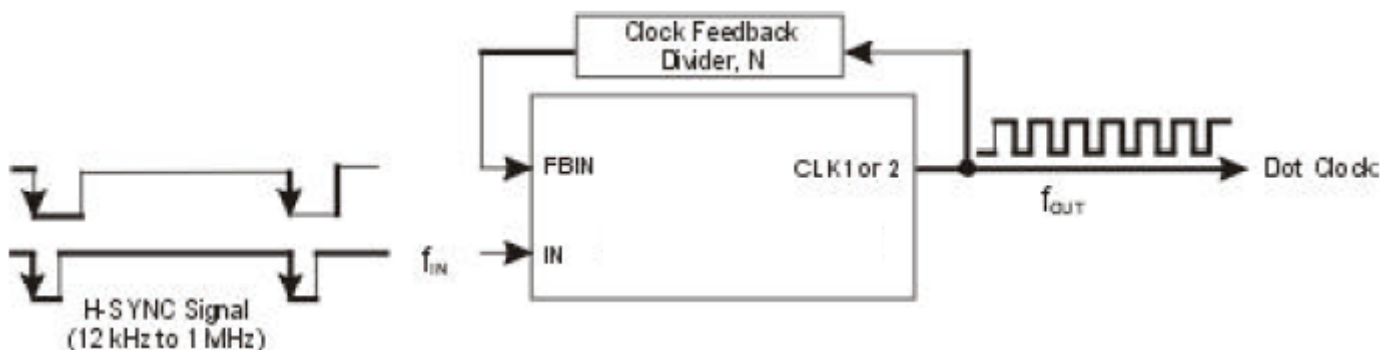 Clock Feedback
Divider, N
FBIN
CLK1 or 2
Dot Clock
fOUT
fIN
IN
H-SYNC Signal
(12 kHz to 1 MHz)